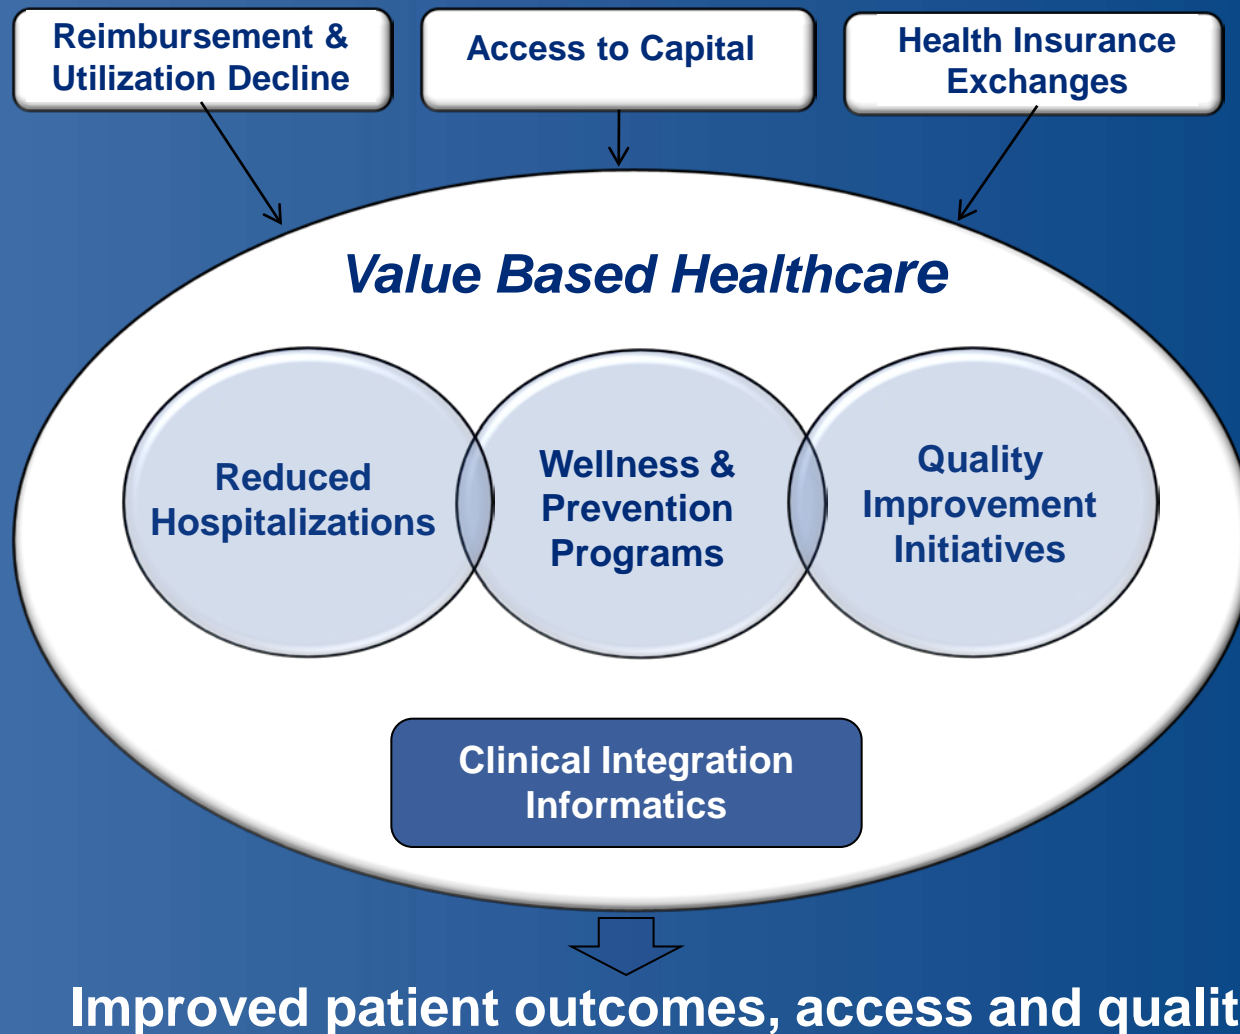 Reimbursement &
Utilization Decline
Access to Capital
Health Insurance
Exchanges
Value Based Healthcare
Reduced
Hospitalizations
Wellness &
Prevention
Programs
Quality
Improvement
Initiatives
Clinical Integration
Informatics
Improved patient outcomes, access and qualit